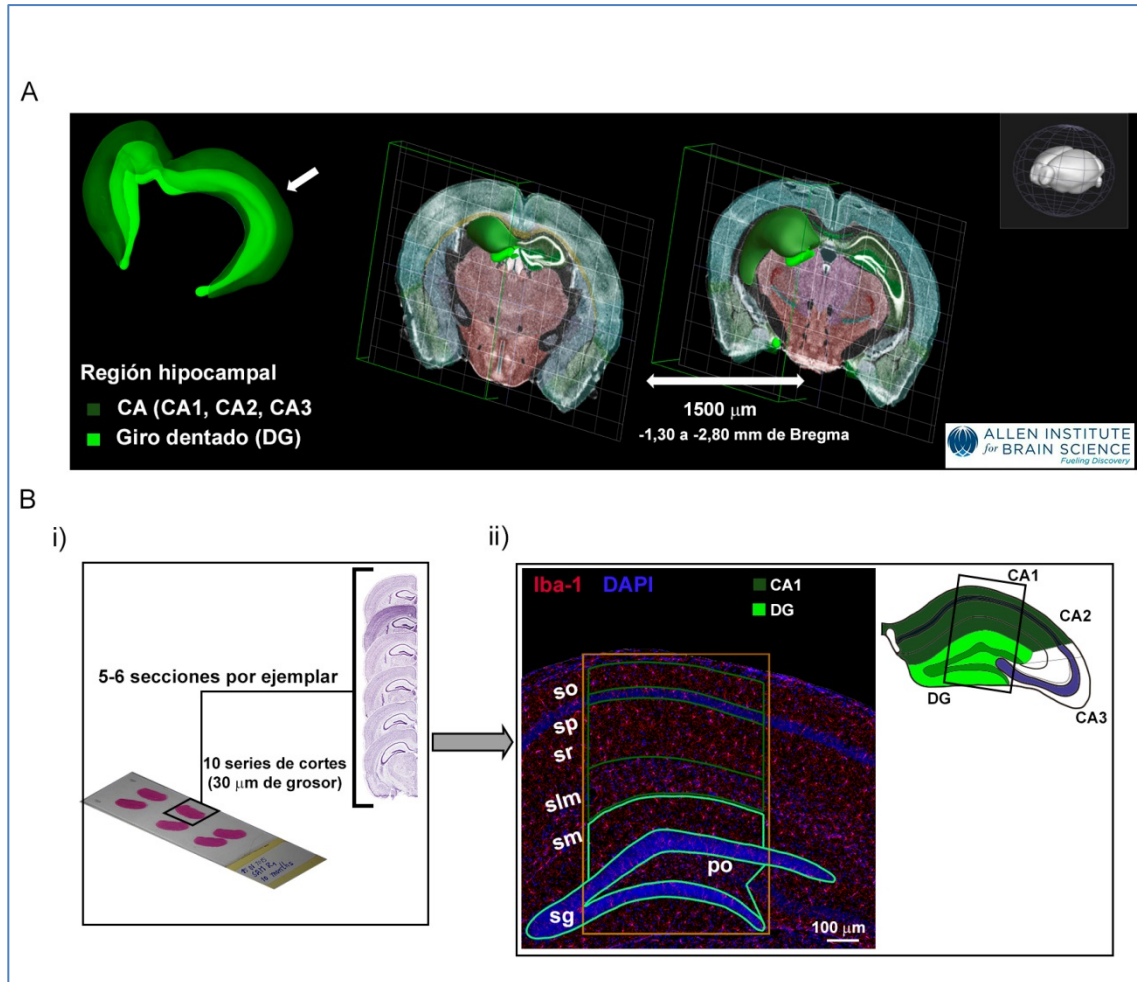 A
Región hipocampal
CA (CA1, CA2, CA3
Giro dentado (DG)
1500 μm
-1,30 a -2,80 mm de Bregma
ALLEN INSTITUTE
for BRAIN SCIENCE
Fueling Discovery
B
i)
5-6 secciones por ejemplar
10 series de cortes
(30 μm de grosor)
ii)
Iba-1 DAPI
CA1
DG
so
sp
sr
slm
sm
po
sg
100 μm
CA1
CA2
CA3
DG